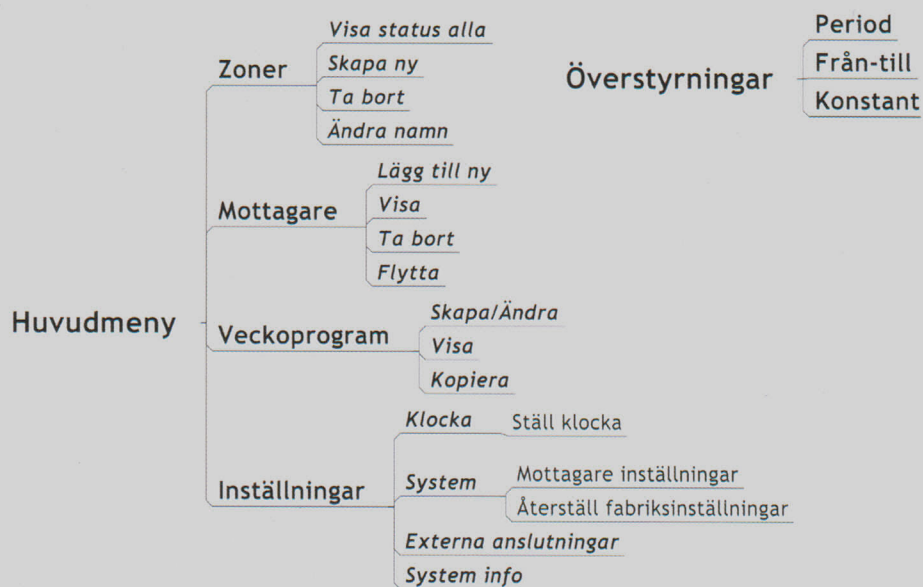 Huvudmeny
Zoner
Visa status alla
Skapa ny
Ta bort
Ändra namn
Mottagare
Lägg till ny
Visa
Ta bort
Flytta
Veckoprogram
Skapa/Ändra
Visa
Kopiera
Inställningar
Klocka
Ställ klocka
System
Mottagare inställningar
Återställ fabriksinställningar
Externa anslutningar
System info
Överstyrningar
Period
Från-till
Konstant